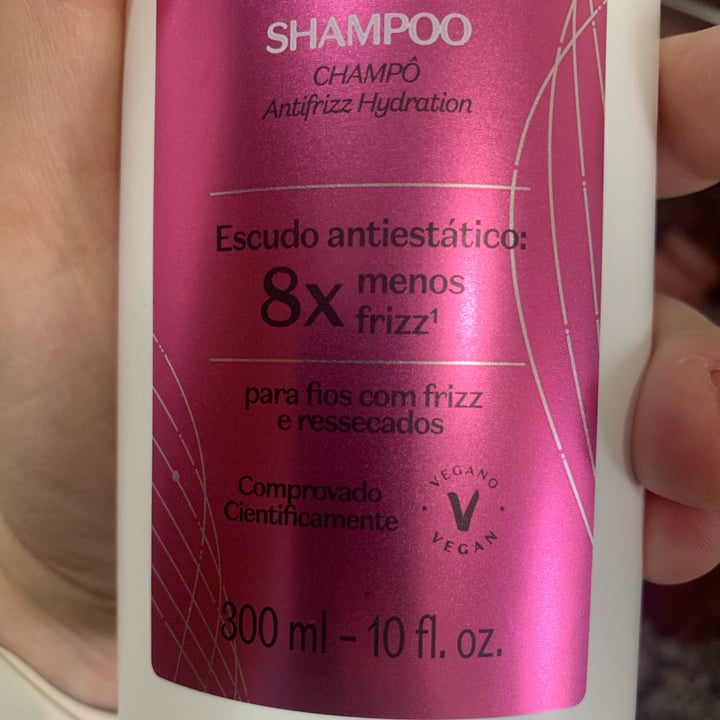 SHAMPOO
CHAMPÔ
Antifrizz Hydration
Escudo antiestático:
8x menos
frizz¹
para fios com frizz
e ressecados
Comprovado
Cientificamente
VEGANO
V
VEGAN
300 ml – 10 fl. oz.